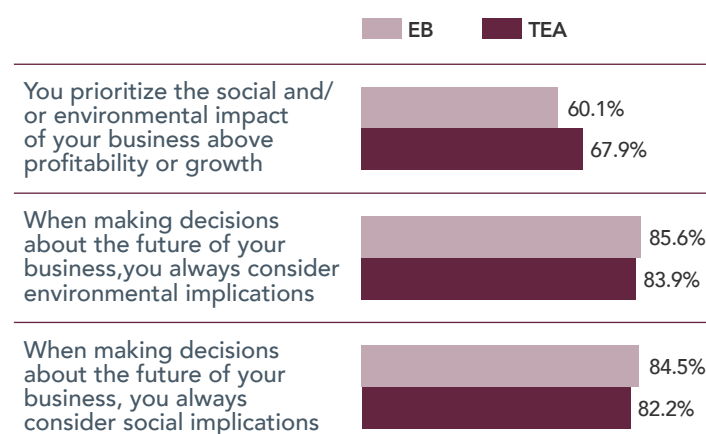 EB TEA
You prioritize the social and/
or environmental impact
of your business above
profitability or growth
60.1%
67.9%
When making decisions
about the future of your
business,you always consider
environmental implications
85.6%
83.9%
When making decisions
about the future of your
business, you always
consider social implications
84.5%
82.2%